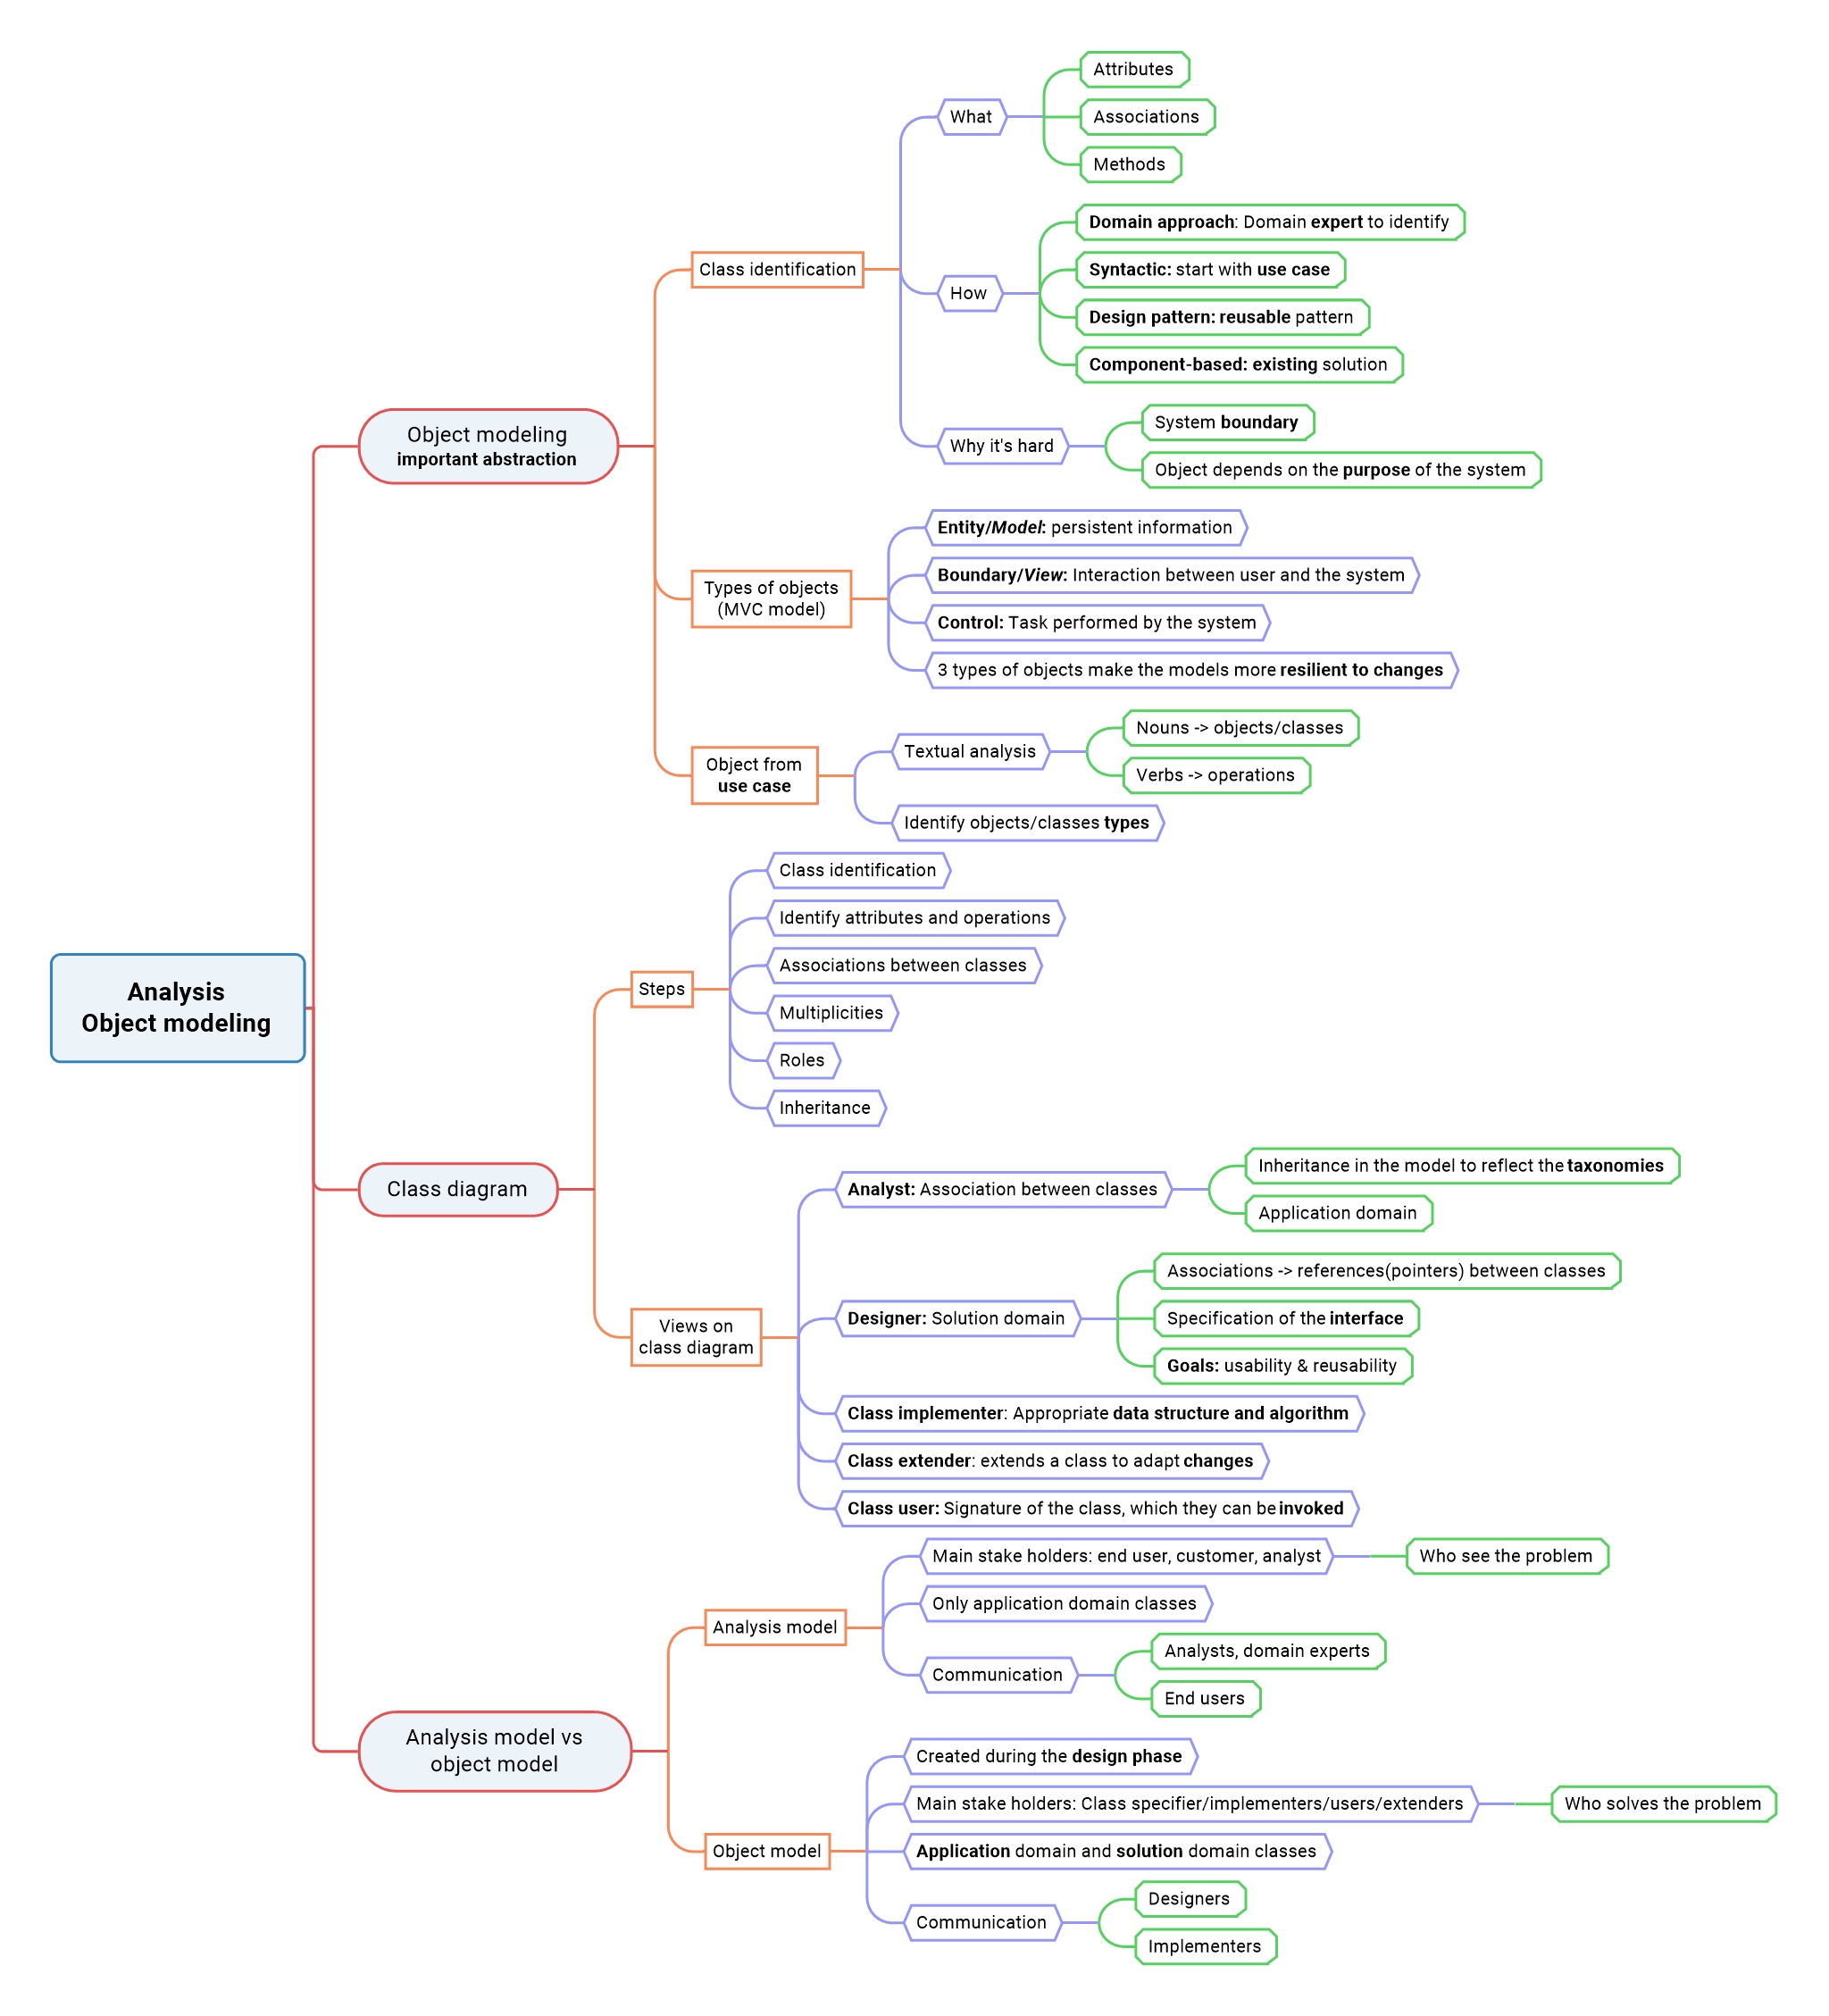 Analysis
Object modeling
Object modeling
important abstraction
Class identification
What
Attributes
Associations
Methods
How
Domain approach: Domain expert to identify
Syntactic: start with use case
Design pattern: reusable pattern
Component-based: existing solution
Why it's hard
System boundary
Object depends on the purpose of the system
Types of objects
(MVC model)
Entity/Model: persistent information
Boundary/View: Interaction between user and the system
Control: Task performed by the system
3 types of objects make the models more resilient to changes
Object from
use case
Textual analysis
Nouns -> objects/classes
Verbs -> operations
Identify objects/classes types
Class diagram
Steps
Class identification
Identify attributes and operations
Associations between classes
Multiplicities
Roles
Inheritance
Views on
class diagram
Analyst: Association between classes
Inheritance in the model to reflect the taxonomies
Application domain
Designer: Solution domain
Associations -> references(pointers) between classes
Specification of the interface
Goals: usability & reusability
Class implementer: Appropriate data structure and algorithm
Class extender: extends a class to adapt changes
Class user: Signature of the class, which they can be invoked
Analysis model vs
object model
Analysis model
Main stake holders: end user, customer, analyst
Who see the problem
Only application domain classes
Communication
Analysts, domain experts
End users
Object model
Created during the design phase
Main stake holders: Class specifier/implementers/users/extenders
Who solves the problem
Application domain and solution domain classes
Communication
Designers
Implementers